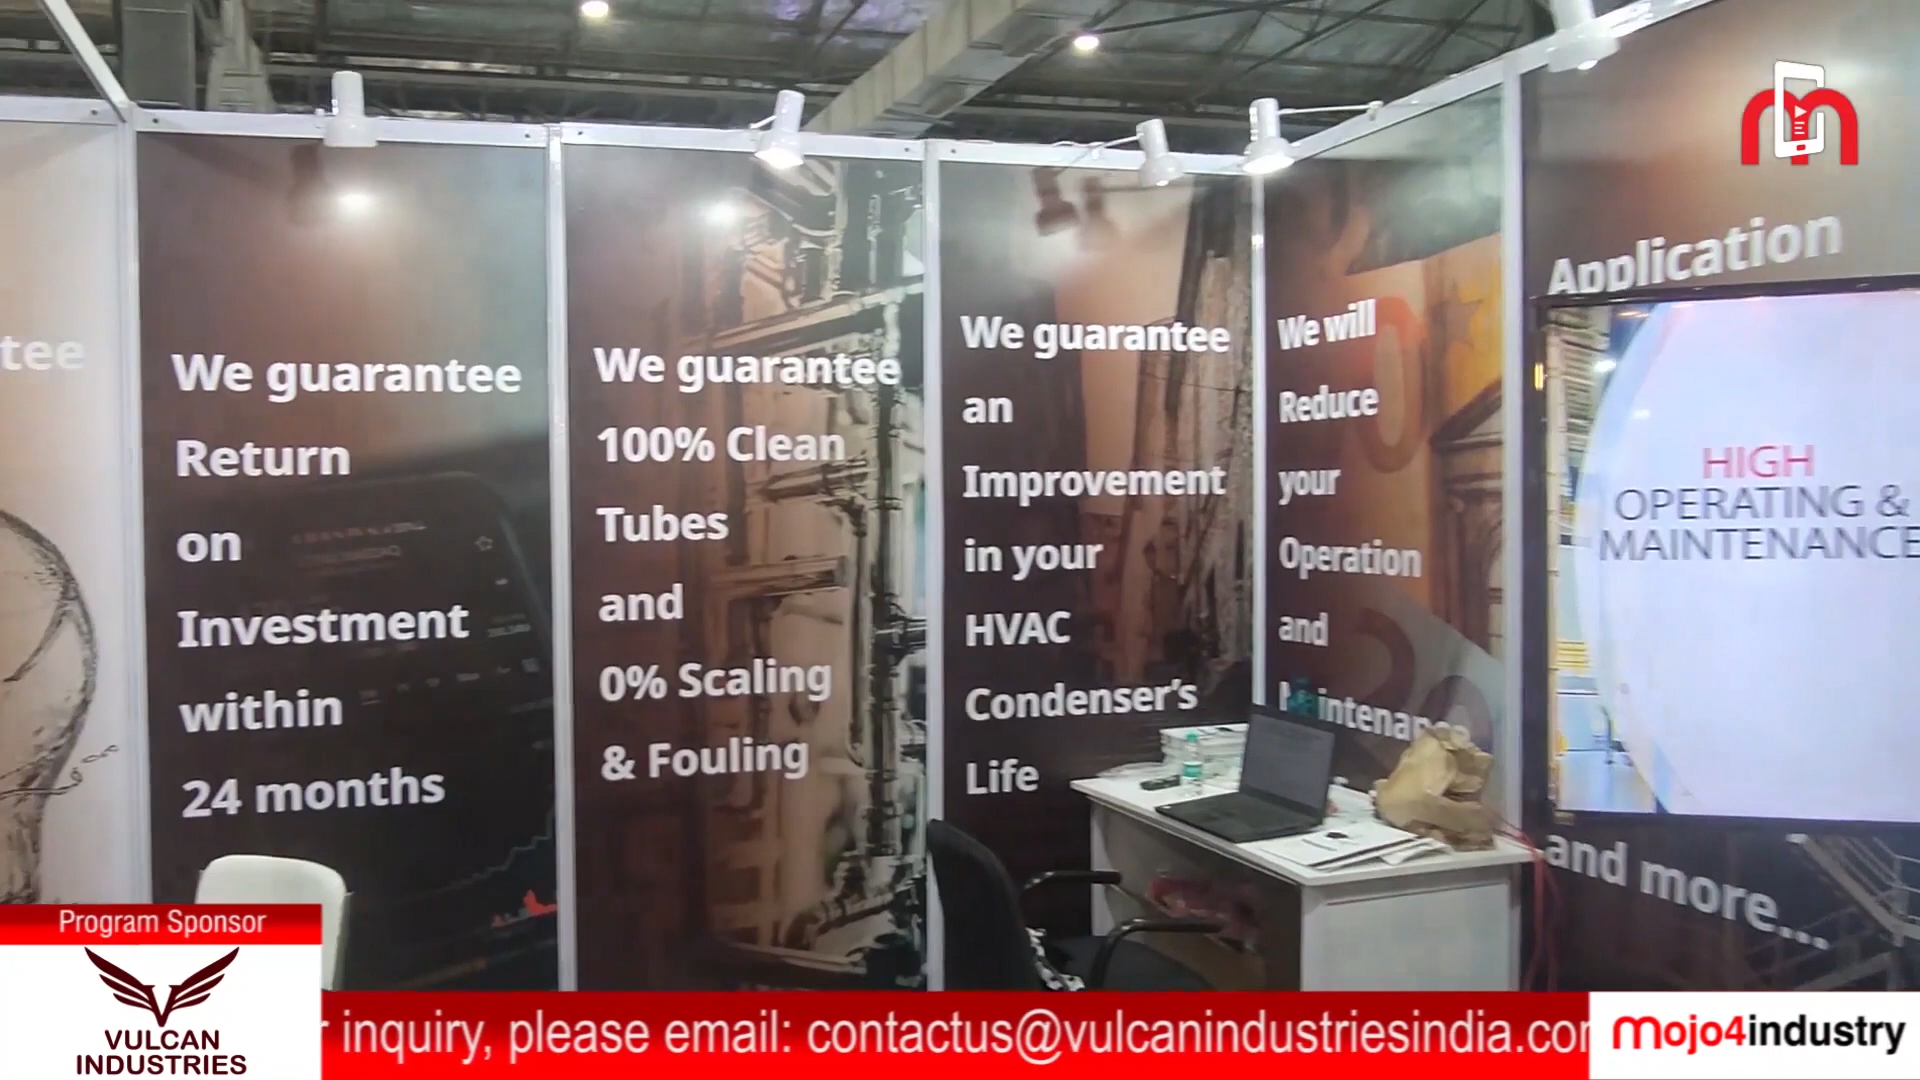 tee
We guarantee
Return
on
Investment
within
24 months
We guarantee
100% Clean
Tubes
and
0% Scaling
& Fouling
We guarantee
an
Improvement
in your
HVAC
Condenser's
Life
We will
Reduce
your
Operation
and
Application
HIGH
OPERATING &
MAINTENANCE
and more...
Program Sponsor
VULCAN
INDUSTRIES
r inquiry, please email: contactus@vulcanindustriesindia.com
mojo4industry